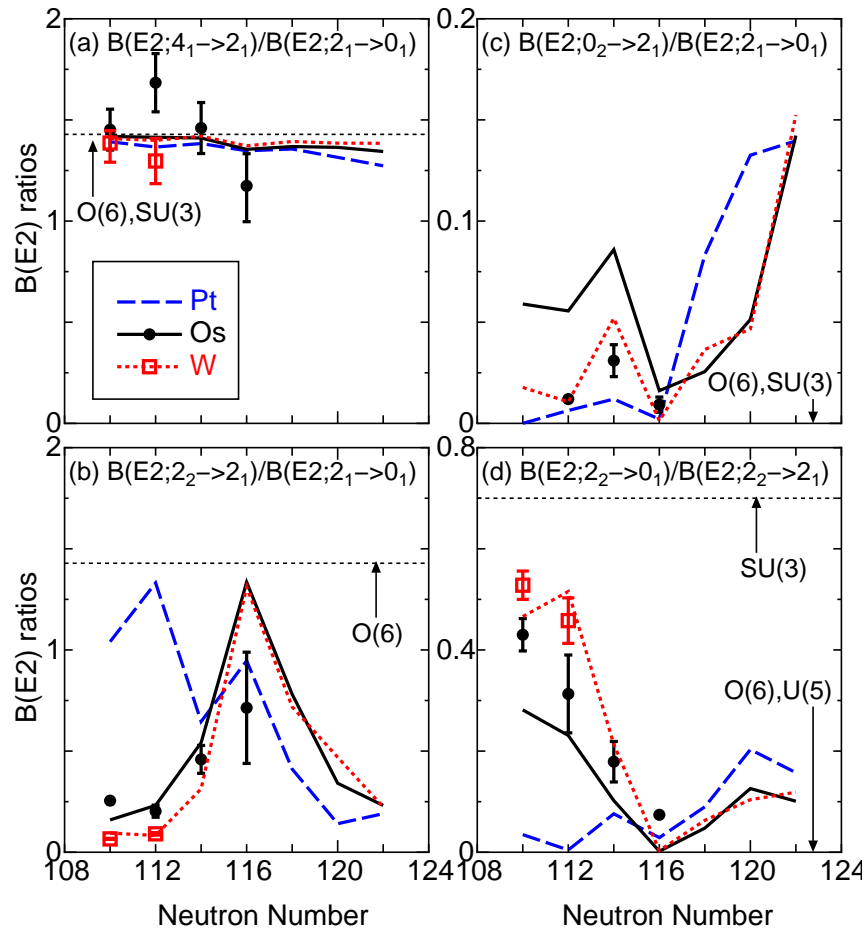 (a) B(E2;4₁->2₁)/B(E2;2₁->0₁)
2
1
0
B(E2) ratios
O(6),SU(3)
Pt
Os
W
(c) B(E2;0₂->2₁)/B(E2;2₁->0₁)
0.2
0.1
0
O(6),SU(3)
(b) B(E2;2₂->2₁)/B(E2;2₁->0₁)
2
1
0
B(E2) ratios
O(6)
108 112 116 120 124
Neutron Number
(d) B(E2;2₂->0₁)/B(E2;2₂->2₁)
0.8
0.4
0
SU(3)
O(6),U(5)
108 112 116 120 124
Neutron Number